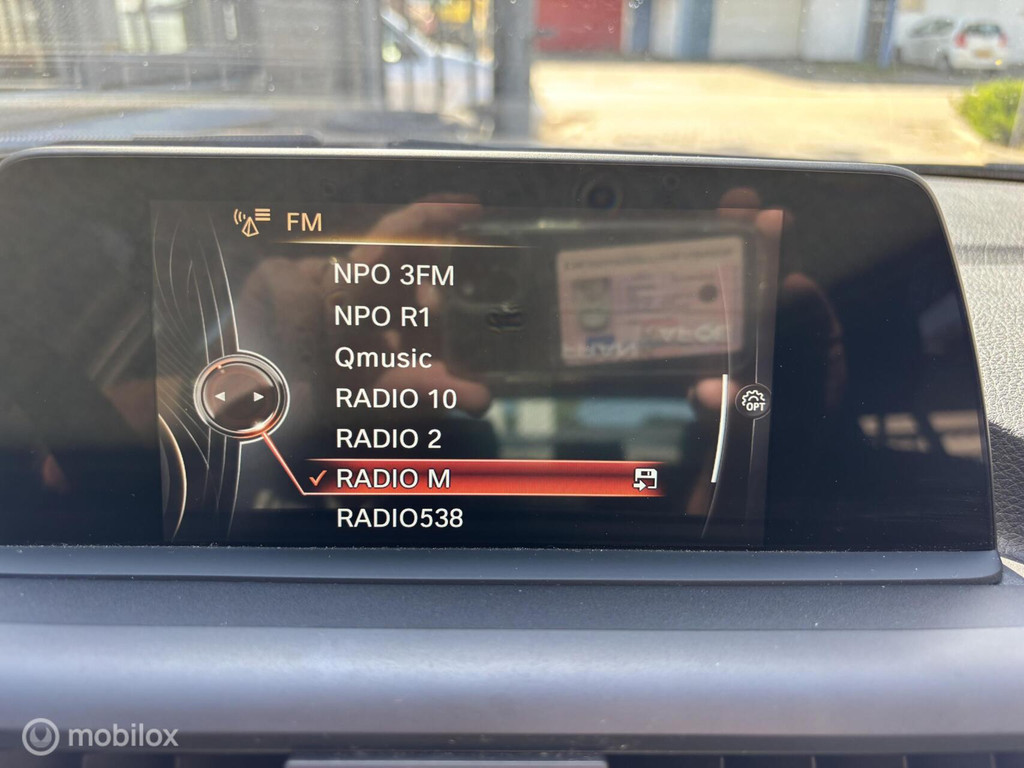 FM
NPO 3FM
NPO R1
Qmusic
RADIO 10
OPT
RADIO 2
RADIO M
RADIO538
mobilox